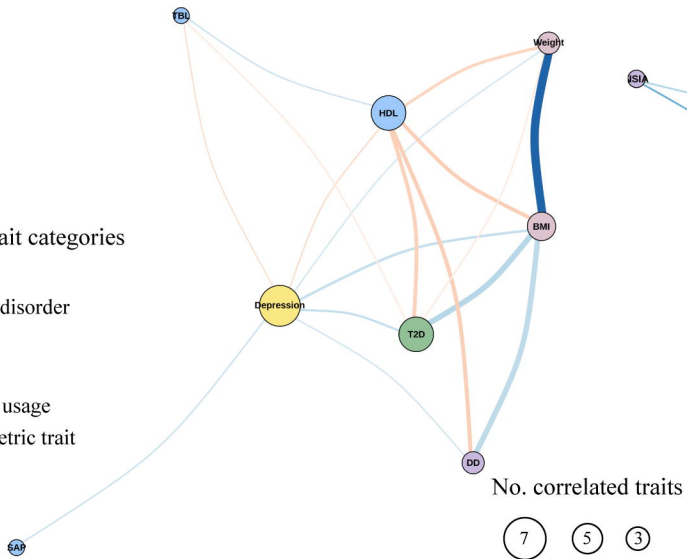 TBL
Weight
HDL
ait categories
BMI
disorder
Depression
T2D
usage
etric trait
DD
No. correlated traits
SAP
7 5 3